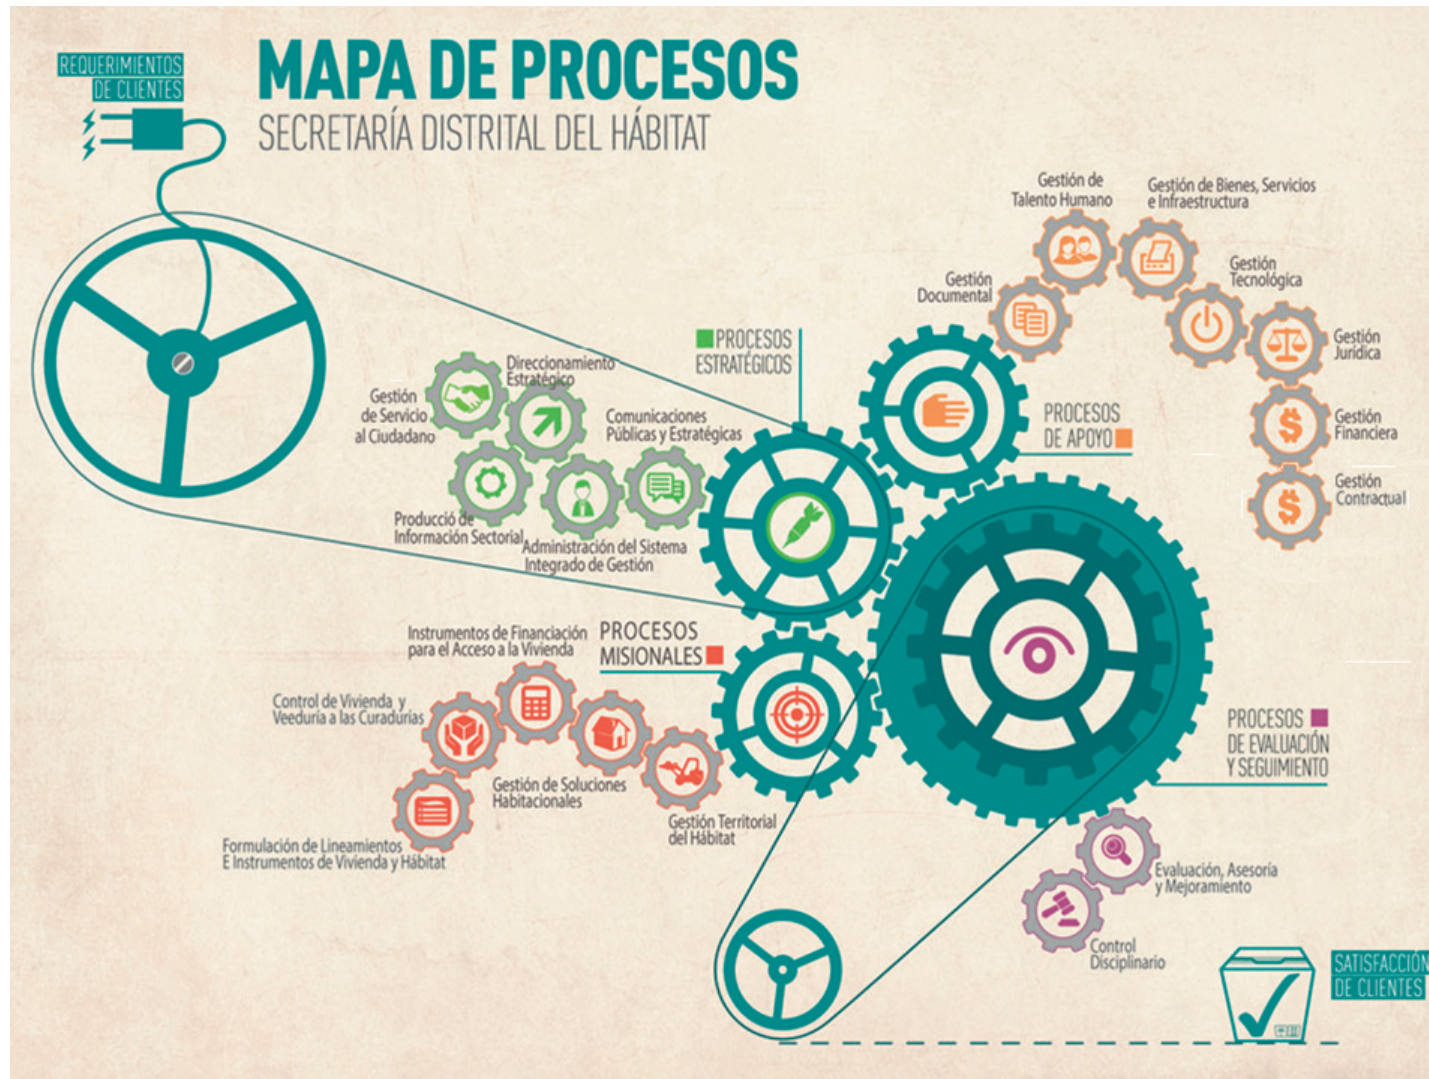 REQUERIMIENTOS
DE CLIENTES
MAPA DE PROCESOS
SECRETARÍA DISTRITAL DEL HÁBITAT
Gestión de
Talento Humano
Gestión de Bienes, Servicios
e Infraestructura
Gestión
Documental
Gestión
Tecnológica
Gestión
Jurídica
Gestión
Financiera
Gestión
Contractual
PROCESOS
DE APOYO
PROCESOS
ESTRATÉGICOS
Direccionamiento
Estratégico
Gestión
de Servicio
al Ciudadano
Comunicaciones
Públicas y Estratégicas
Producció de
Información Sectorial
Administración del Sistema
Integrado de Gestión
PROCESOS
MISIONALES
Instrumentos de Financiación
para el Acceso a la Vivienda
Control de Vivienda y
Veeduría a las Curadurías
Gestión de Soluciones
Habitacionales
Gestión Territorial
del Hábitat
Formulación de Lineamientos
E Instrumentos de Vivienda y Hábitat
PROCESOS
DE EVALUACIÓN
Y SEGUIMIENTO
Evaluación, Asesoría
y Mejoramiento
Control
Disciplinario
SATISFACCIÓN
DE CLIENTES